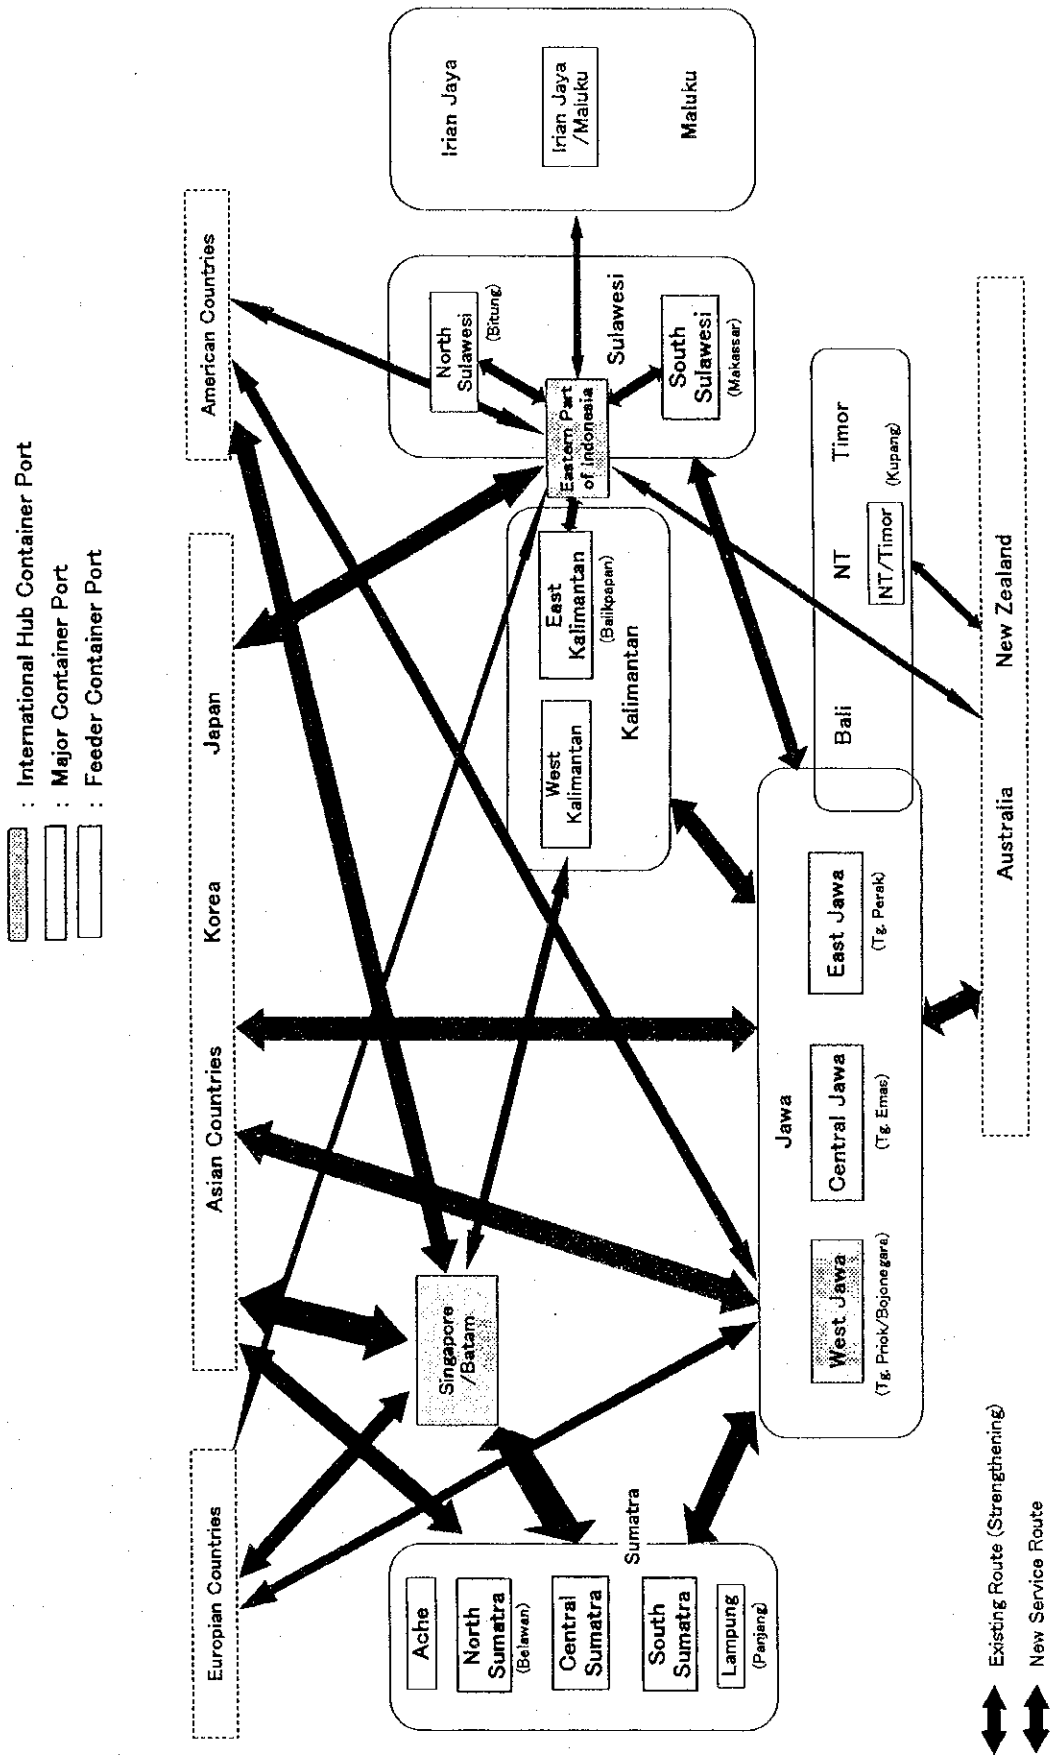 : International Hub Container Port
: Major Container Port
: Feeder Container Port
Europian Countries
Asian Countries
Korea
Japan
American Countries
Singapore
/Batam
Ache
North
Sumatra
(Belawan)
Central
Sumatra
South
Sumatra
Lampung
(Panjang)
Sumatra
West
Kalimantan
East
Kalimantan
(Balikpapan)
Kalimantan
Eastern Part
of Indonesia
North
Sulawesi
(Bitung)
Sulawesi
South
Sulawesi
(Makassar)
Irian Jaya
Irian Jaya
/Maluku
Maluku
Jawa
West Jawa
(Tg. Priok/Bojonegara)
Central Jawa
(Tg. Emas)
East Jawa
(Tg. Perak)
Bali
NT
Timor
NT/Timor
(Kupang)
Australia
New Zealand
Existing Route (Strengthening)
New Service Route